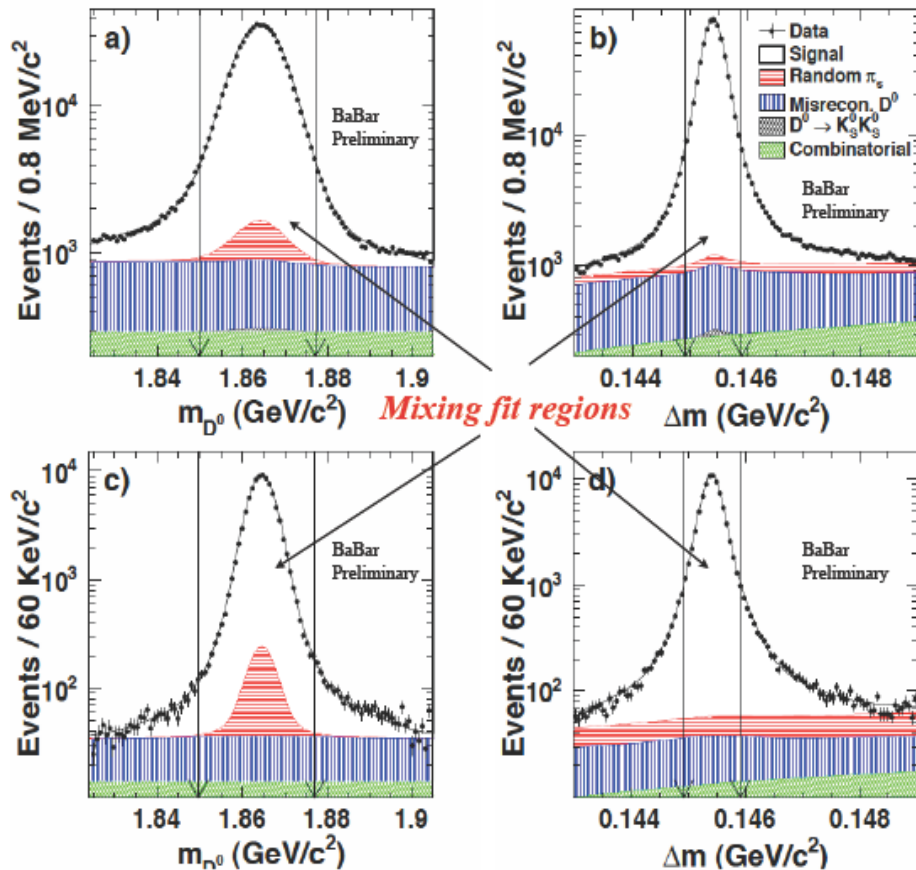 a)
BaBar
Preliminary
10⁴
10³
Events / 0.8 MeV/c²
1.84 1.86 1.88 1.9
m_D⁰ (GeV/c²)
b)
Data
Signal
Random π_s
Misrecon. D⁰
D⁰ → K_S⁰K_S⁰
Combinatorial
BaBar
Preliminary
10⁴
10³
Events / 0.8 MeV/c²
0.144 0.146 0.148
Δm (GeV/c²)
Mixing fit regions
c)
BaBar
Preliminary
10⁴
10³
10²
Events / 60 KeV/c²
1.84 1.86 1.88 1.9
m_D⁰ (GeV/c²)
d)
BaBar
Preliminary
10⁴
10³
10²
Events / 60 KeV/c²
0.144 0.146 0.148
Δm (GeV/c²)